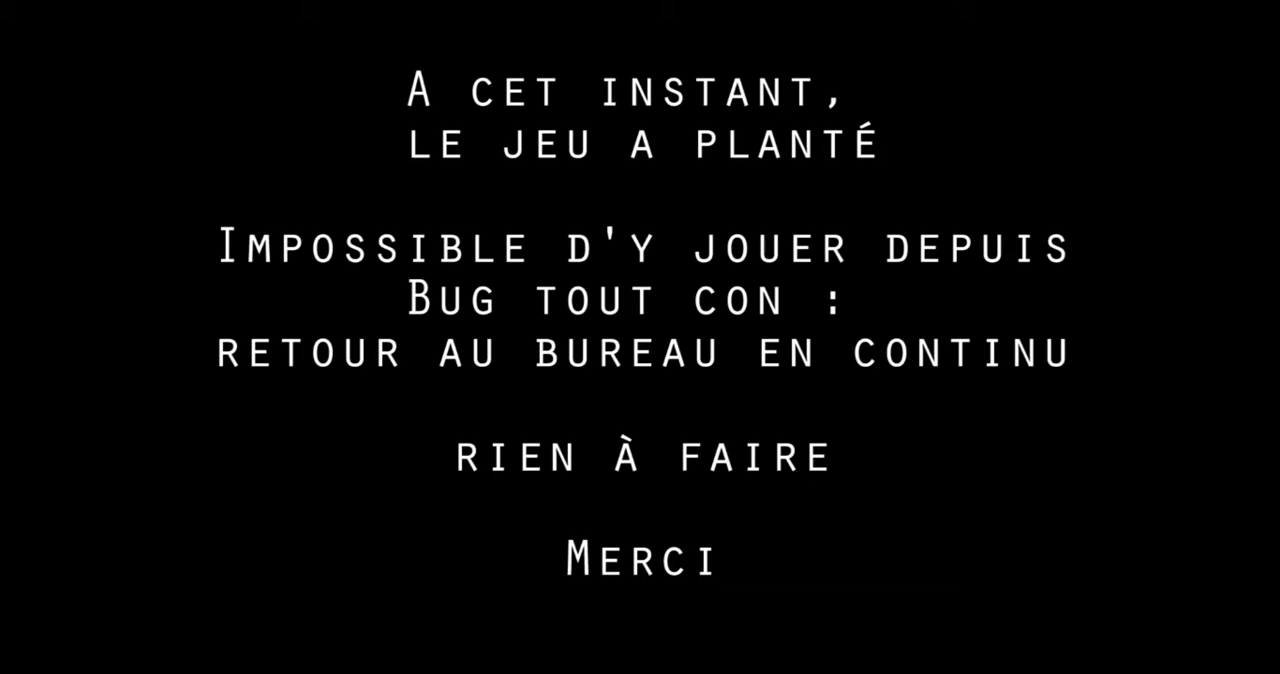 A cet instant,
le jeu a planté
Impossible d'y jouer depuis
Bug tout con :
retour au bureau en continu
rien à faire
Merci